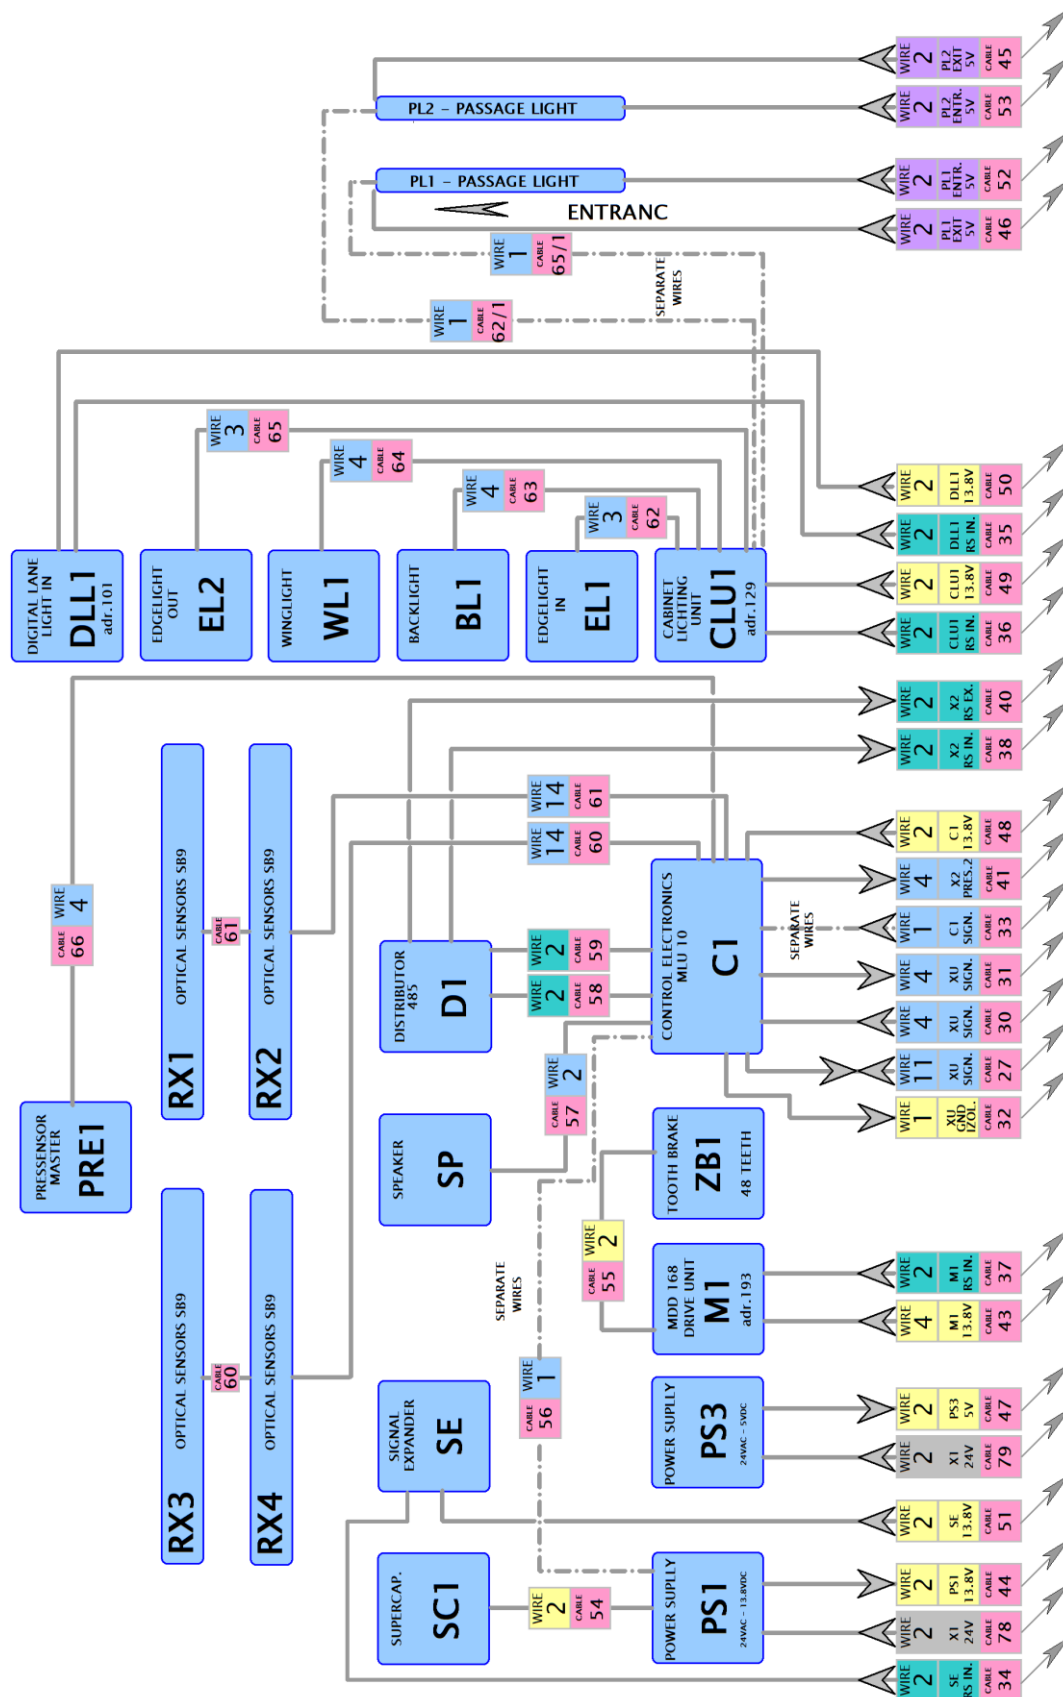 WIRE
2
PL2
EXIT
5V
CABLE
45
WIRE
2
PL2
ENTR.
5V
CABLE
53
PL2 – PASSAGE LIGHT
PL1 – PASSAGE LIGHT
WIRE
2
PL1
ENTR.
5V
CABLE
52
ENTRANC
WIRE
2
PL1
EXIT
5V
CABLE
46
WIRE
1
CABLE
65/1
SEPARATE
WIRES
WIRE
1
CABLE
62/1
WIRE
3
CABLE
65
WIRE
4
CABLE
64
WIRE
4
CABLE
63
WIRE
3
CABLE
62
DIGITAL LANE
LIGHT IN
DLL1
adr.101
EDGELIGHT
OUT
EL2
WINGLIGHT
WL1
BACKLIGHT
BL1
EDGELIGHT
IN
EL1
CABINET
LIGHTING
UNIT
CLU1
adr.129
WIRE
2
DLL1
13.8V
CABLE
50
WIRE
2
DLL1
RS IN.
CABLE
35
WIRE
2
CLU1
13.8V
CABLE
49
WIRE
2
CLU1
RS IN.
CABLE
36
WIRE
2
X2
RS EX.
CABLE
40
WIRE
2
X2
RS IN.
CABLE
38
CABLE
66
WIRE
4
PRESSENSOR
MASTER
PRE1
RX1
OPTICAL SENSORS SB9
CABLE
61
RX2
OPTICAL SENSORS SB9
WIRE
14
CABLE
61
WIRE
14
CABLE
60
DISTRIBUTOR
485
D1
WIRE
2
CABLE
59
WIRE
2
CABLE
58
CONTROL ELECTRONICS
MLU 10
C1
SEPARATE
WIRES
WIRE
2
C1
13.8V
CABLE
48
WIRE
4
X2
PRES.2
CABLE
41
WIRE
1
C1
SIGN.
CABLE
33
WIRE
4
XU
SIGN.
CABLE
31
WIRE
4
XU
SIGN.
CABLE
30
WIRE
11
XU
SIGN.
CABLE
27
WIRE
1
XU
GND
IZOL.
CABLE
32
CABLE
57
WIRE
2
SPEAKER
SP
TOOTH BRAKE
ZB1
48 TEETH
CABLE
55
WIRE
2
MDD 168
DRIVE UNIT
M1
adr.193
WIRE
2
M1
RS IN.
CABLE
37
WIRE
4
M1
13.8V
CABLE
43
RX3
OPTICAL SENSORS SB9
CABLE
60
RX4
OPTICAL SENSORS SB9
SEPARATE
WIRES
CABLE
56
WIRE
1
SIGNAL
EXPANDER
SE
POWER SUPLLY
PS3
24VAC – 5VDC
WIRE
2
PS3
5V
CABLE
47
WIRE
2
X1
24V
CABLE
79
WIRE
2
SE
13.8V
CABLE
51
SUPERCAP.
SC1
WIRE
2
CABLE
54
POWER SUPLLY
PS1
24VAC – 13.8VDC
WIRE
2
PS1
13.8V
CABLE
44
WIRE
2
X1
24V
CABLE
78
WIRE
2
SE
RS IN.
CABLE
34